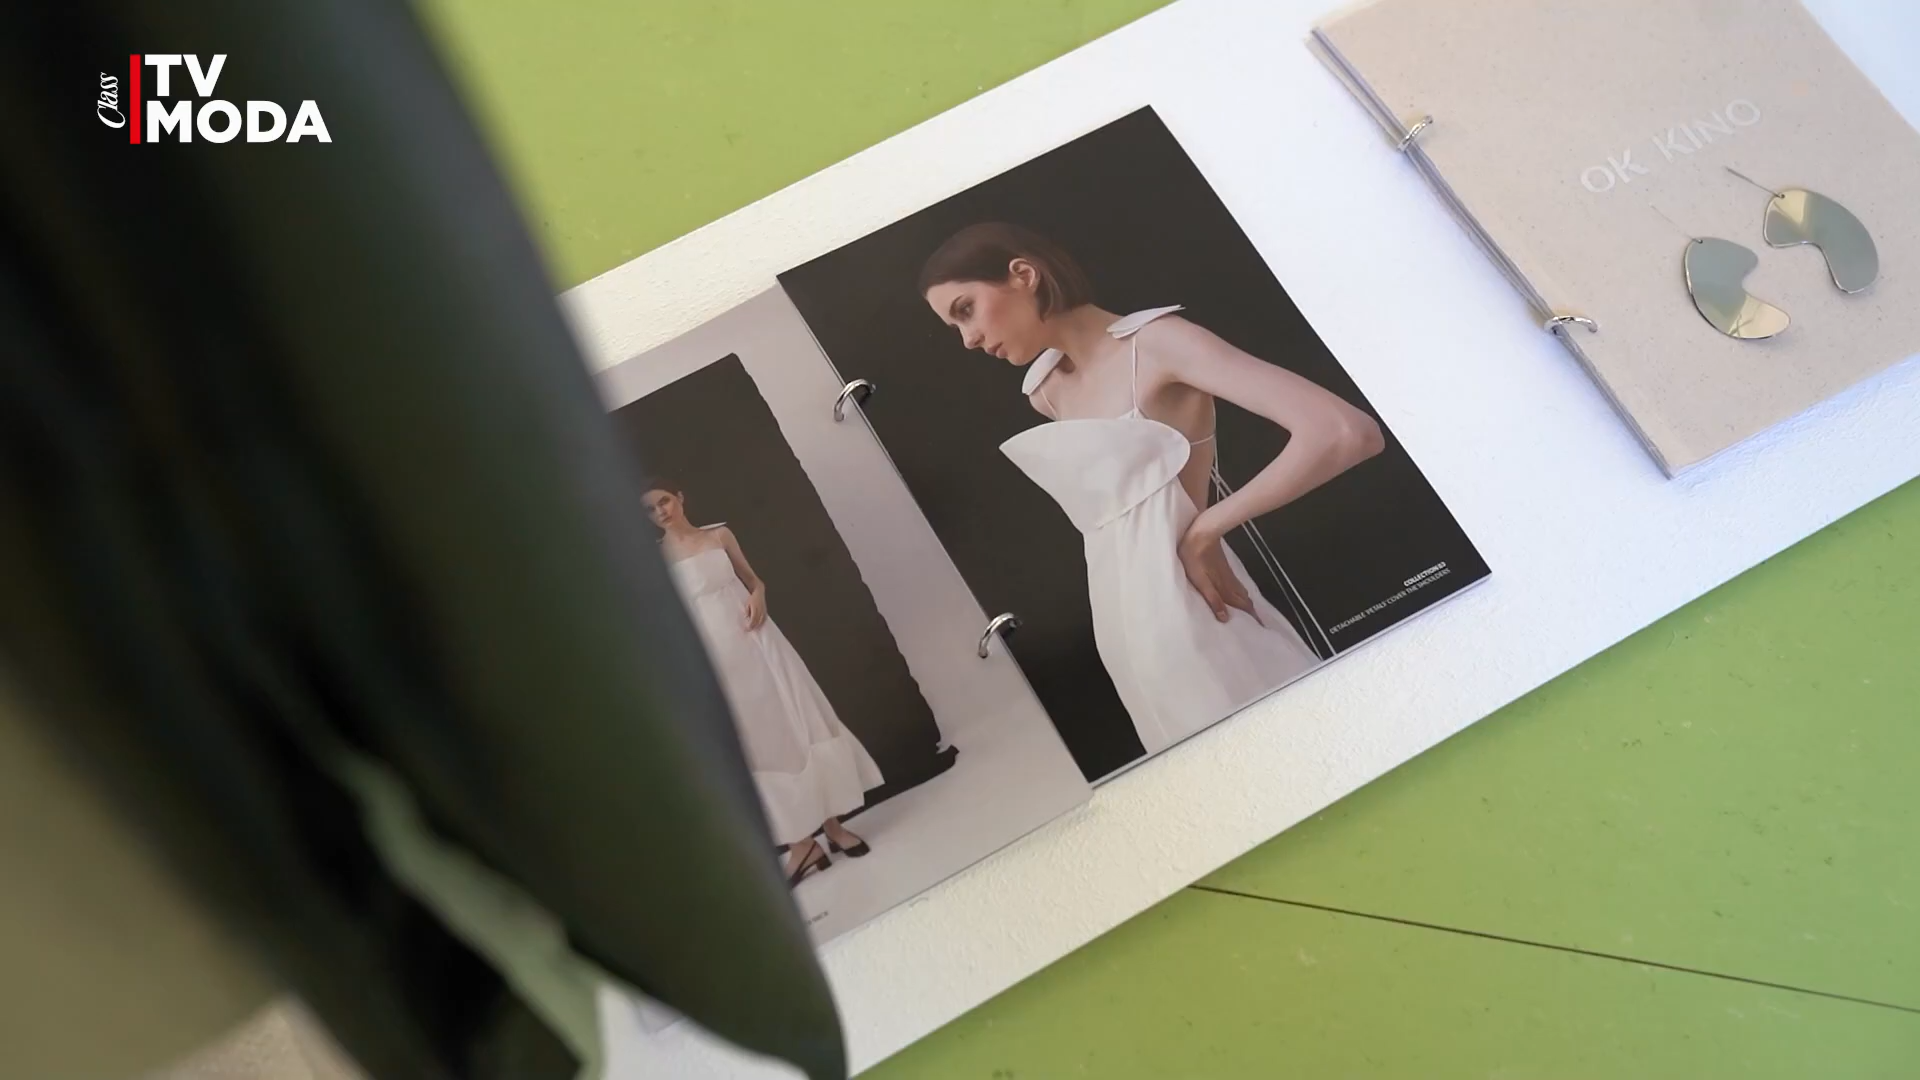 Class
TV
MODA
OK KINO
COLLECTION.03
DETACHABLE 'PETALS' COVER THE SHOULDERS